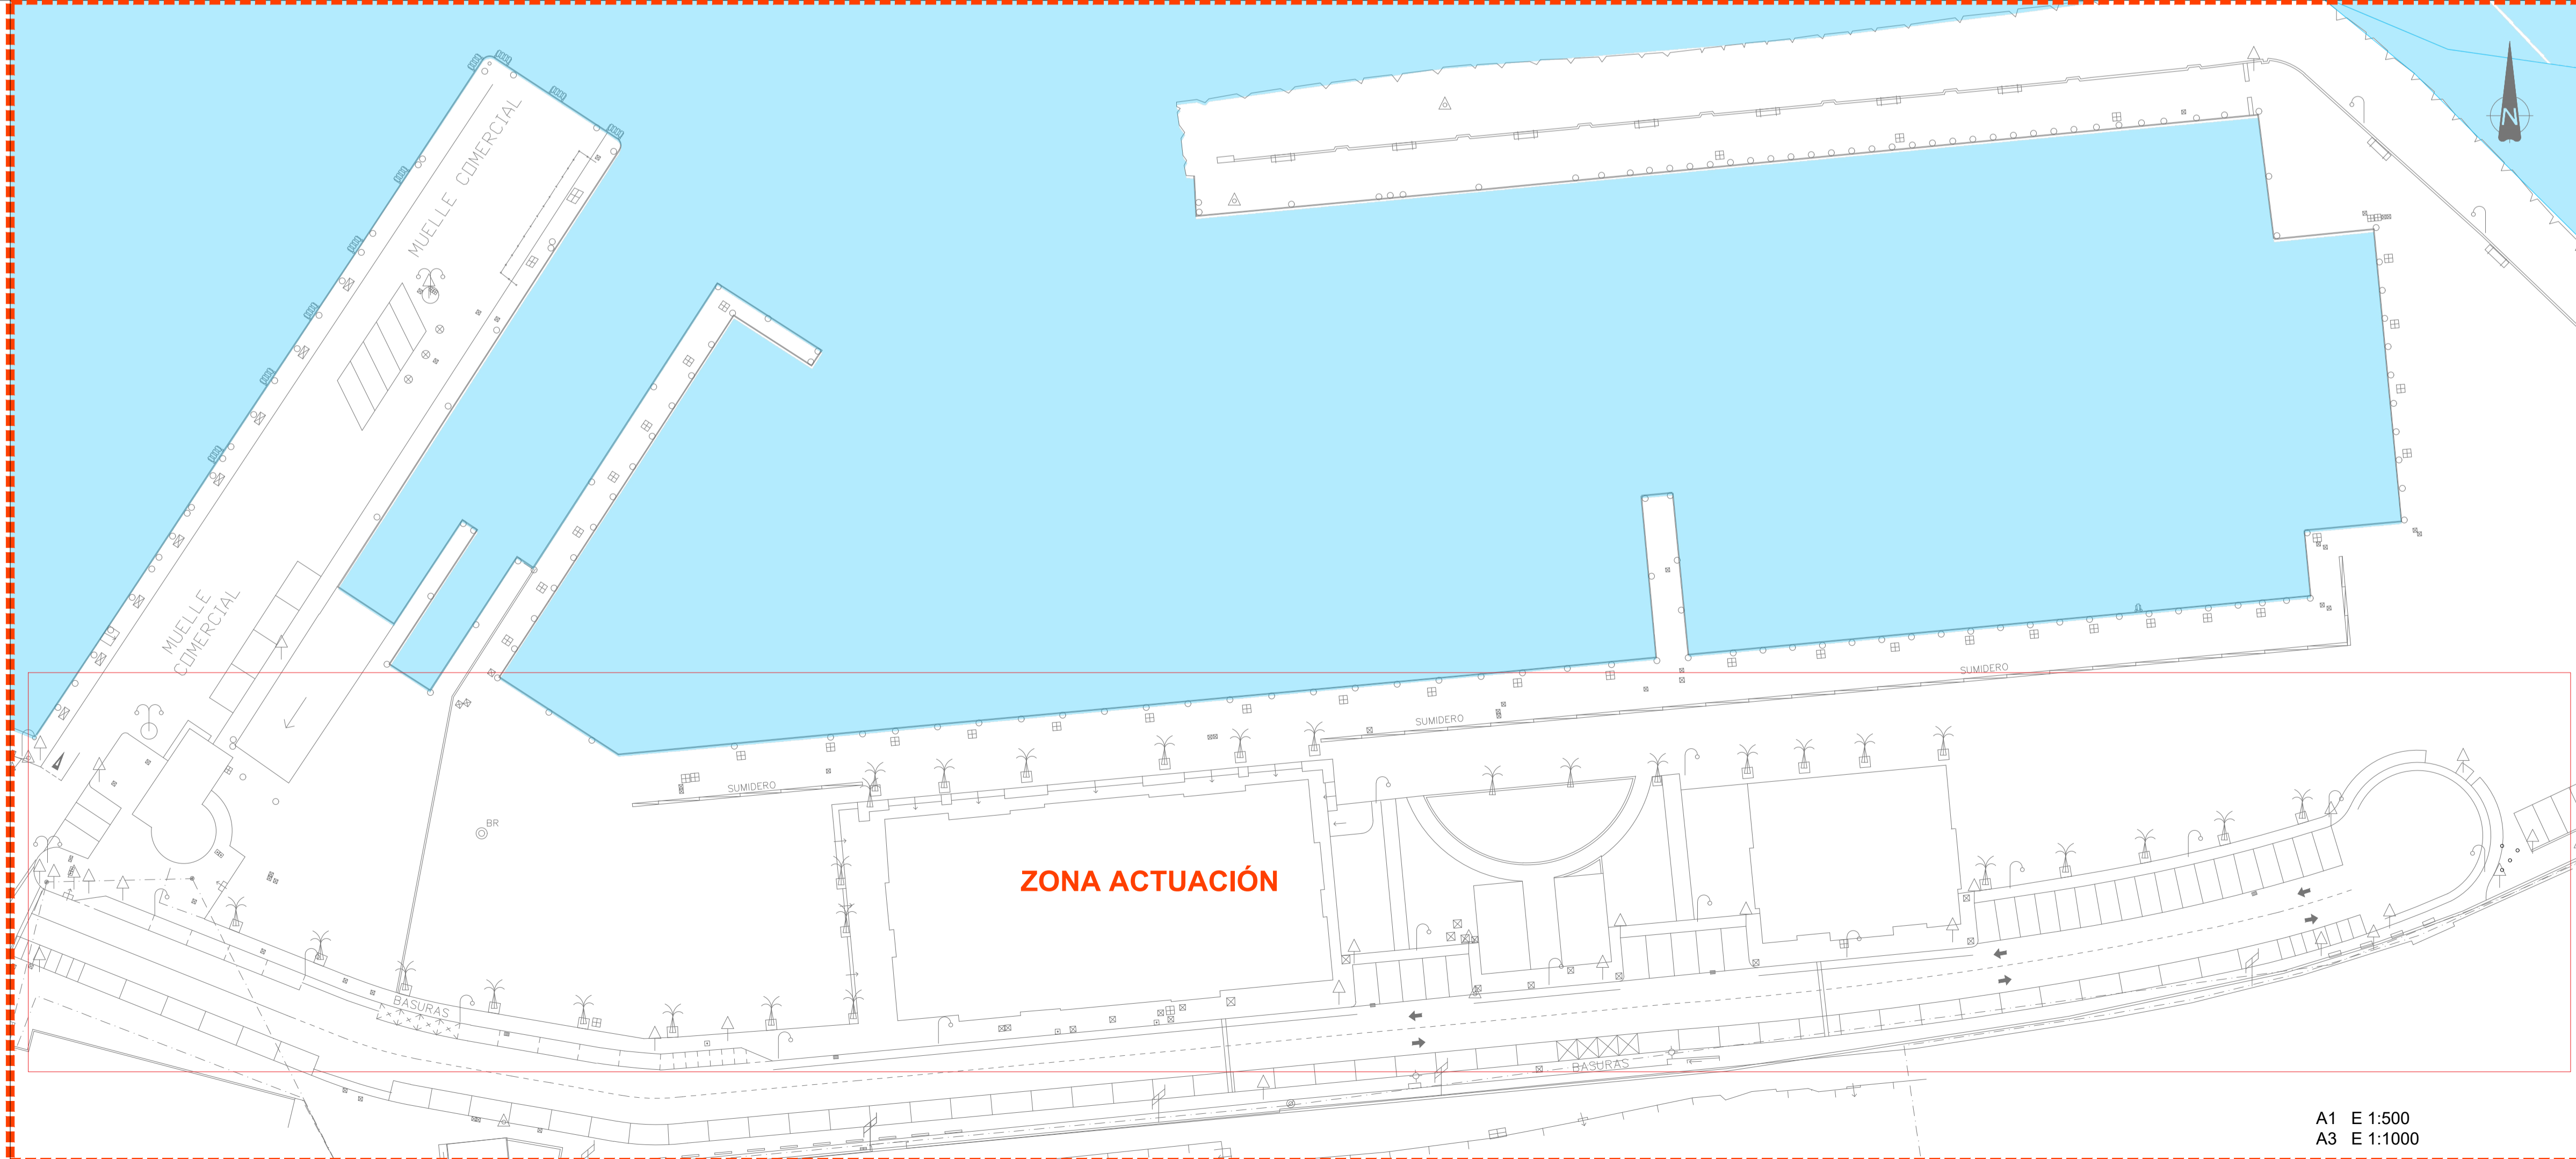 MUELLE COMERCIAL
N
MUELLE
COMERCIAL
SUMIDERO
SUMIDERO
SUMIDERO
BR
ZONA ACTUACIÓN
BASURAS
BASURAS
A1 E 1:500
A3 E 1:1000